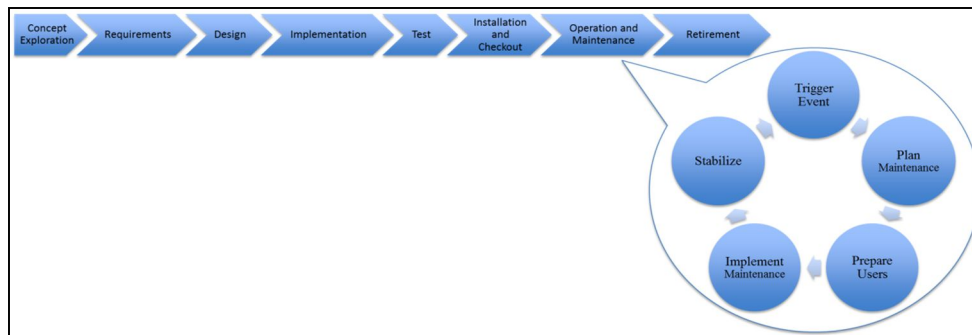 Concept
Exploration
Requirements
Design
Implementation
Test
Installation
and
Checkout
Operation and
Maintenance
Retirement
Trigger
Event
Plan
Maintenance
Prepare
Users
Implement
Maintenance
Stabilize